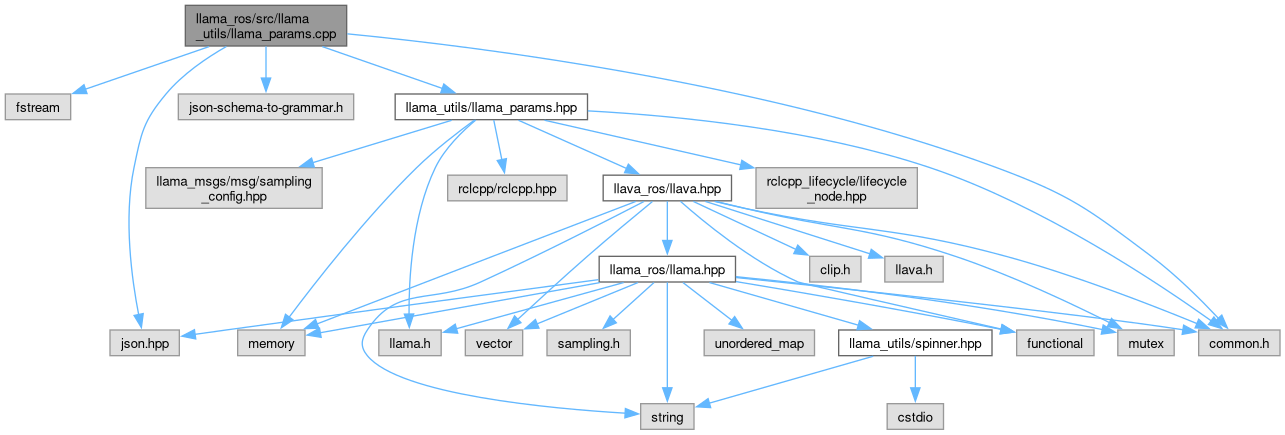 llama_ros/src/llama
_utils/llama_params.cpp
fstream
json-schema-to-grammar.h
llama_utils/llama_params.hpp
llama_msgs/msg/sampling
_config.hpp
rclcpp/rclcpp.hpp
llava_ros/llava.hpp
rclcpp_lifecycle/lifecycle
_node.hpp
llama_ros/llama.hpp
clip.h
llava.h
json.hpp
memory
llama.h
vector
sampling.h
unordered_map
llama_utils/spinner.hpp
functional
mutex
common.h
string
cstdio